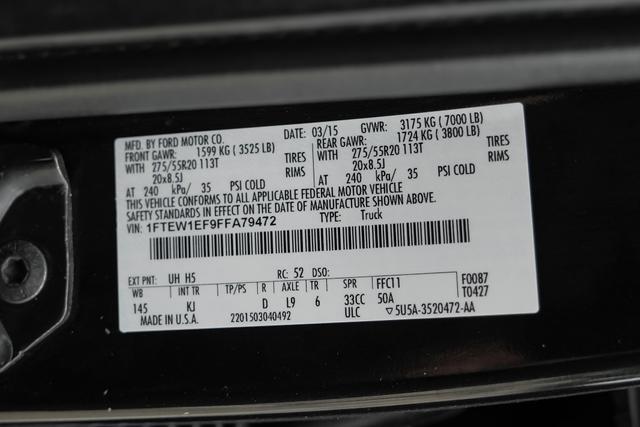 MFD. BY FORD MOTOR CO. DATE: 03/15 GVWR: 3175 KG ( 7000 LB)
FRONT GAWR: 1599 KG ( 3525 LB) REAR GAWR: 1724 KG ( 3800 LB)
WITH 275/55R20 113T TIRES WITH 275/55R20 113T TIRES
20x8.5J RIMS 20x8.5J RIMS
AT 240 kPa/ 35 PSI COLD AT 240 kPa/ 35 PSI COLD
THIS VEHICLE CONFORMS TO ALL APPLICABLE FEDERAL MOTOR VEHICLE
SAFETY STANDARDS IN EFFECT ON THE DATE OF MANUFACTURE SHOWN ABOVE.
VIN: 1FTEW1EF9FFA79472 TYPE: Truck
EXT PNT: UH H5 RC: 52 DSO:
WB INT TR TP/PS R AXLE TR SPR FFC11 F0087
145 KJ D L9 6 33CC 50A T0427
MADE IN U.S.A. 2201503040492 ULC ▽5U5A-3520472-AA